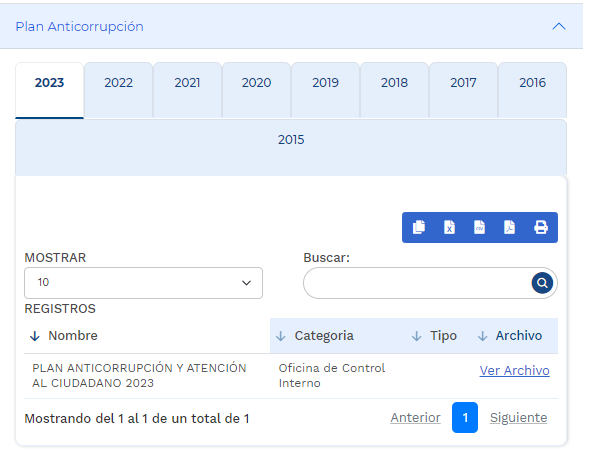 Plan Anticorrupción
2023 2022 2021 2020 2019 2018 2017 2016
2015
MOSTRAR
10
REGISTROS
Buscar:
Nombre Categoria Tipo Archivo
PLAN ANTICORRUPCIÓN Y ATENCIÓN
AL CIUDADANO 2023
Oficina de Control
Interno
Ver Archivo
Mostrando del 1 al 1 de un total de 1
Anterior 1 Siguiente